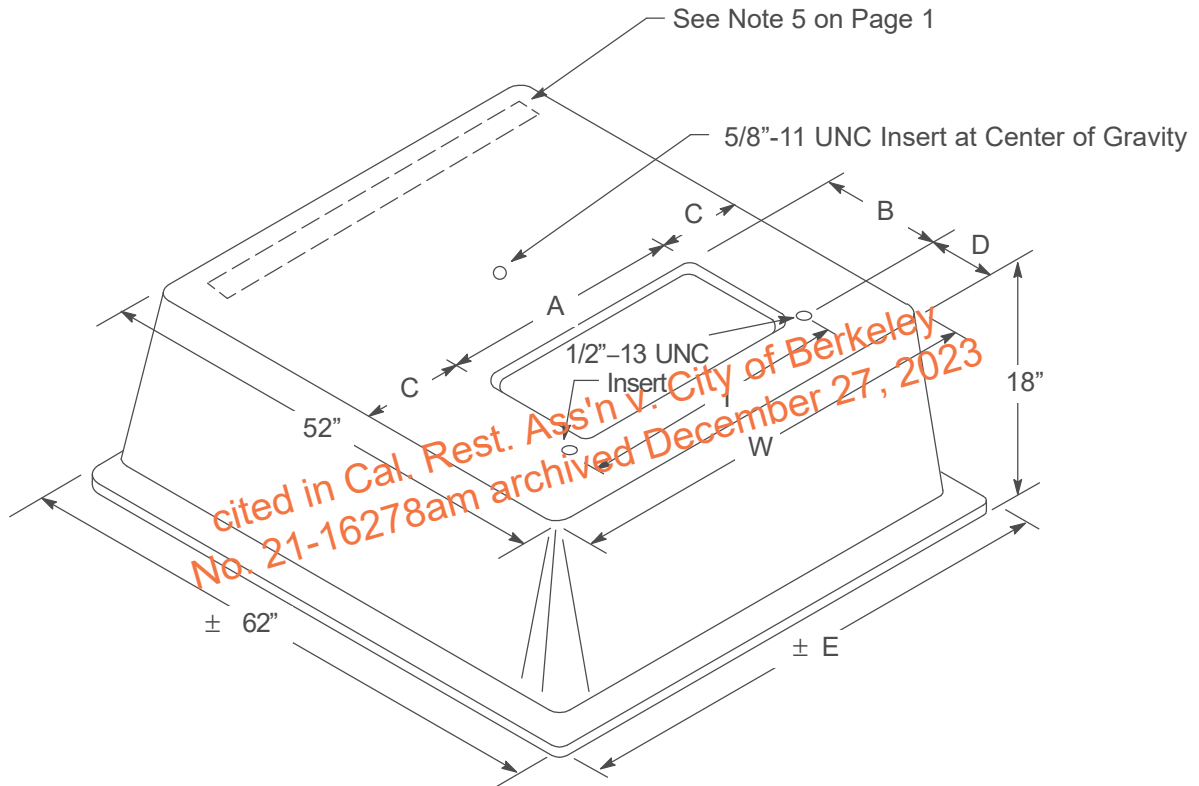 See Note 5 on Page 1
5/8”-11 UNC Insert at Center of Gravity
C
B
D
A
1/2”–13 UNC
Insert
C
18”
52”
W
cited in Cal. Rest. Ass'n v. City of Berkeley
No. 21-16278am archived December 27, 2023
± 62”
± E